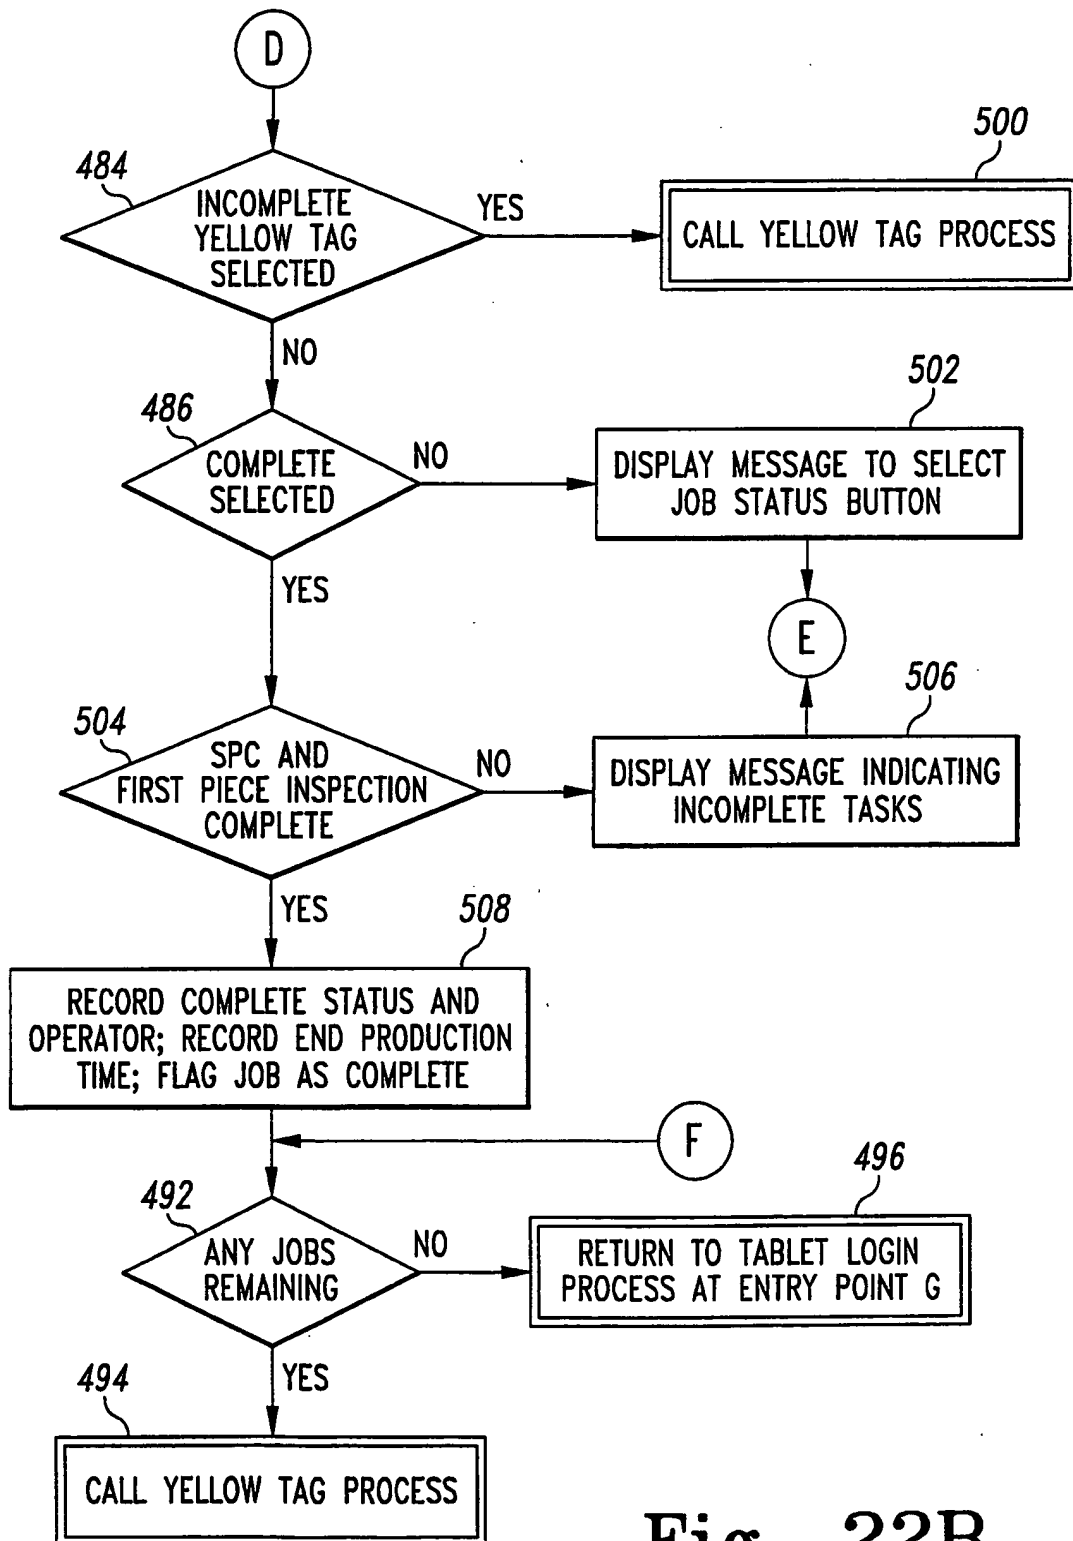 D
484
INCOMPLETE
YELLOW TAG
SELECTED
YES
500
CALL YELLOW TAG PROCESS
NO
486
COMPLETE
SELECTED
NO
502
DISPLAY MESSAGE TO SELECT
JOB STATUS BUTTON
YES
E
504
SPC AND
FIRST PIECE INSPECTION
COMPLETE
NO
506
DISPLAY MESSAGE INDICATING
INCOMPLETE TASKS
YES
508
RECORD COMPLETE STATUS AND
OPERATOR; RECORD END PRODUCTION
TIME; FLAG JOB AS COMPLETE
F
492
ANY JOBS
REMAINING
NO
496
RETURN TO TABLET LOGIN
PROCESS AT ENTRY POINT G
YES
494
CALL YELLOW TAG PROCESS
Fig. 22B